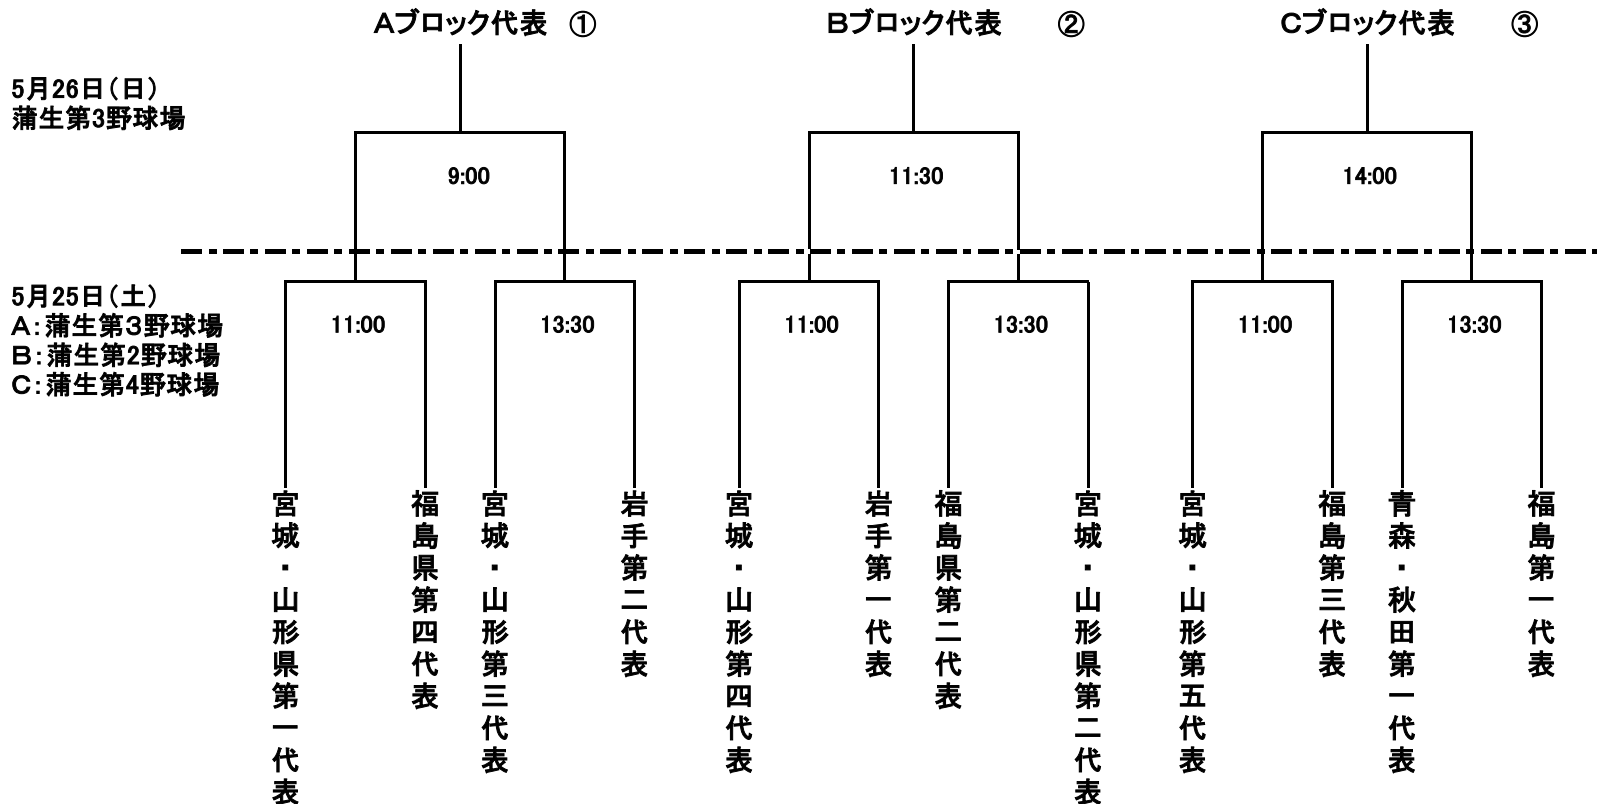 Aブロック代表 ①
Bブロック代表 ②
Cブロック代表 ③
5月26日(日)
蒲生第3野球場
9:00
11:30
14:00
5月25日(土)
A:蒲生第3野球場
B:蒲生第2野球場
C:蒲生第4野球場
11:00
13:30
11:00
13:30
11:00
13:30
宮城・山形県第一代表
福島県第四代表
宮城・山形第三代表
岩手第二代表
宮城・山形第四代表
岩手第一代表
福島県第二代表
宮城・山形県第二代表
宮城・山形第五代表
福島第三代表
青森・秋田第一代表
福島第一代表